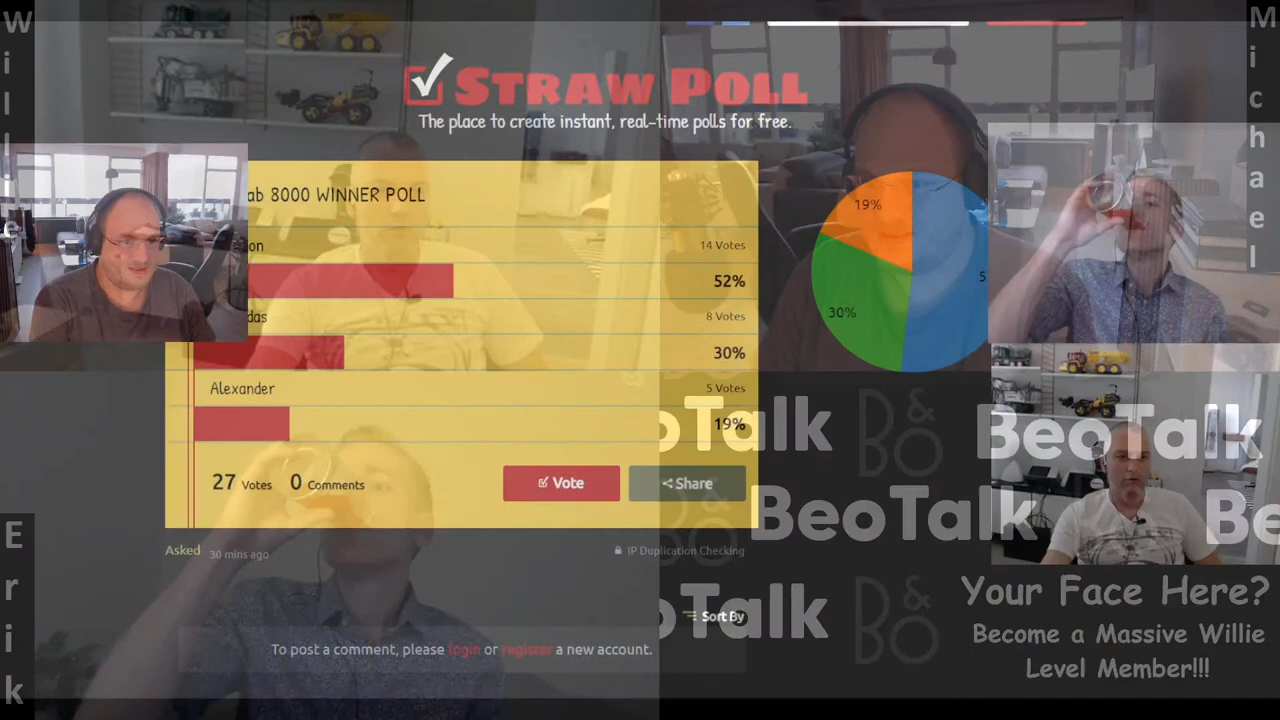 Willi
Michael
Erik
STRAW POLL
The place to create instant, real-time polls for free.
ab 8000 WINNER POLL
on
14 Votes
52%
das
8 Votes
30%
Alexander
5 Votes
19%
27 Votes 0 Comments
Vote
Share
Asked 30 mins ago
IP Duplication Checking
Sort By
To post a comment, please login or register a new account.
19%
5
30%
oTalk B&O BeoTalk
BeoTalk Be
oTalk B&O
Your Face Here?
Become a Massive Willie
Level Member!!!